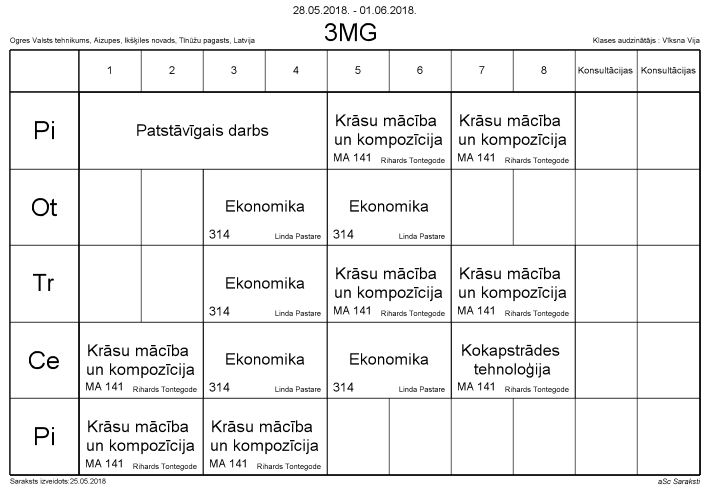 28.05.2018. - 01.06.2018.
3MG
Ogres Valsts tehnikums, Aizupes, Ikšķiles novads, Tīnūžu pagasts, Latvija
Klases audzinātājs : Vīksna Vija
1 2 3 4 5 6 7 8 Konsultācijas Konsultācijas
Pi
Patstāvīgais darbs
Krāsu mācība
un kompozīcija
MA 141 Rihards Tontegode
Krāsu mācība
un kompozīcija
MA 141 Rihards Tontegode
Ot
Ekonomika
314 Linda Pastare
Ekonomika
314 Linda Pastare
Tr
Ekonomika
314 Linda Pastare
Krāsu mācība
un kompozīcija
MA 141 Rihards Tontegode
Krāsu mācība
un kompozīcija
MA 141 Rihards Tontegode
Ce
Krāsu mācība
un kompozīcija
MA 141 Rihards Tontegode
Ekonomika
314 Linda Pastare
Ekonomika
314 Linda Pastare
Kokapstrādes
tehnoloģija
MA 141 Rihards Tontegode
Pi
Krāsu mācība
un kompozīcija
MA 141 Rihards Tontegode
Krāsu mācība
un kompozīcija
MA 141 Rihards Tontegode
Saraksts izveidots:25.05.2018
aSc Saraksti